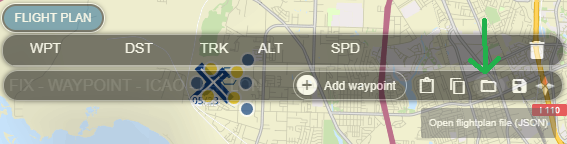 FLIGHT PLAN
WPT DST TRK ALT SPD
FIX - WAYPOINT - ICAO
Add waypoint
I 110
Open flightplan file (JSON)